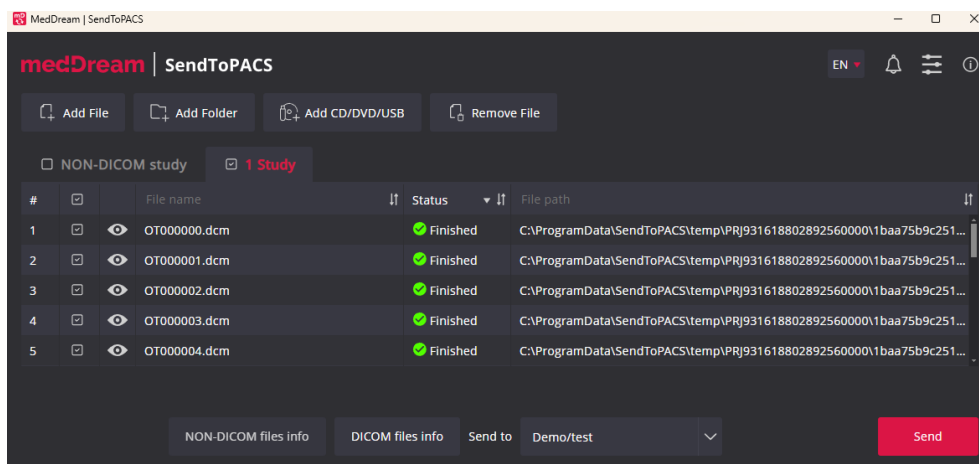 MedDream | SendToPACS
medDream | SendToPACS EN
Add File Add Folder Add CD/DVD/USB Remove File
NON-DICOM study 1 Study
# File name Status File path
1 OT000000.dcm Finished C:\ProgramData\SendToPACS\temp\PRJ931618802892560000\1baa75b9c251...
2 OT000001.dcm Finished C:\ProgramData\SendToPACS\temp\PRJ931618802892560000\1baa75b9c251...
3 OT000002.dcm Finished C:\ProgramData\SendToPACS\temp\PRJ931618802892560000\1baa75b9c251...
4 OT000003.dcm Finished C:\ProgramData\SendToPACS\temp\PRJ931618802892560000\1baa75b9c251...
5 OT000004.dcm Finished C:\ProgramData\SendToPACS\temp\PRJ931618802892560000\1baa75b9c251...
NON-DICOM files info DICOM files info Send to Demo/test Send